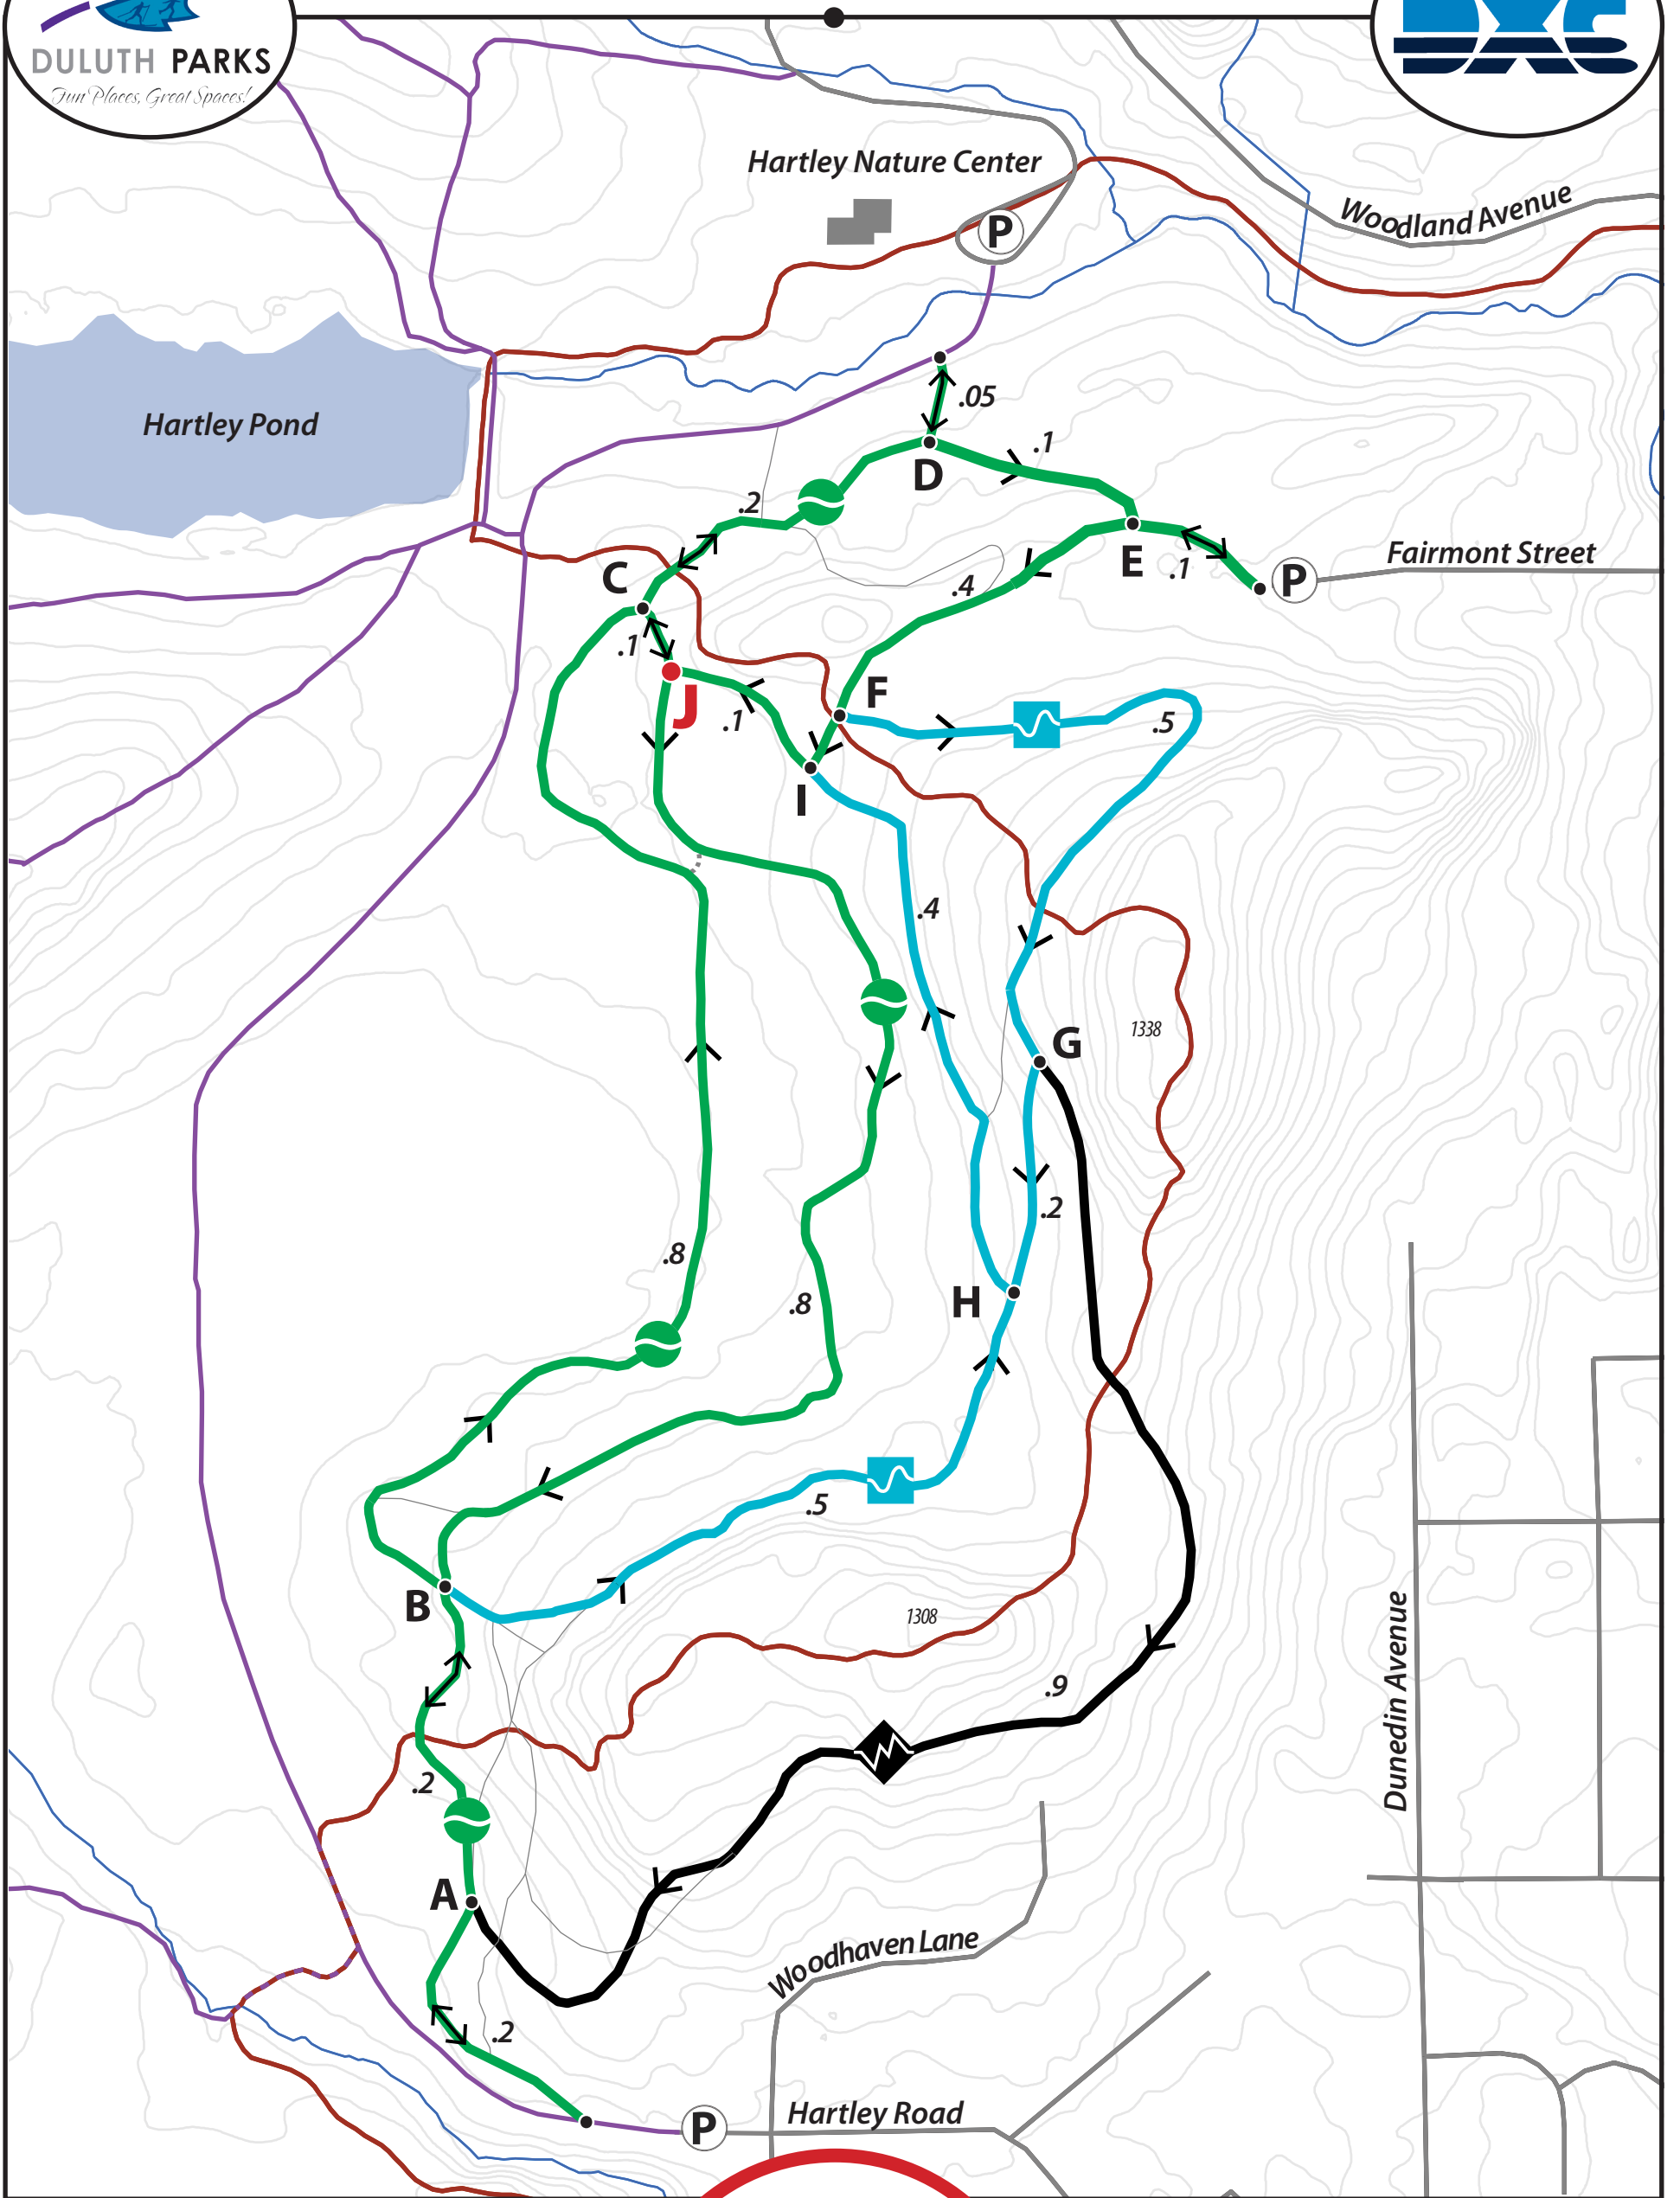 DULUTH PARKS
Fun Places, Great Spaces!
DXC
Hartley Nature Center
P
Woodland Avenue
Hartley Pond
.05
.1
D
.2
E
.1
P
Fairmont Street
C
.4
.1
J
F
.1
.5
I
.4
1338
G
.2
.8
H
.8
.5
B
1308
.9
Dunedin Avenue
.2
A
Woodhaven Lane
.2
P
Hartley Road